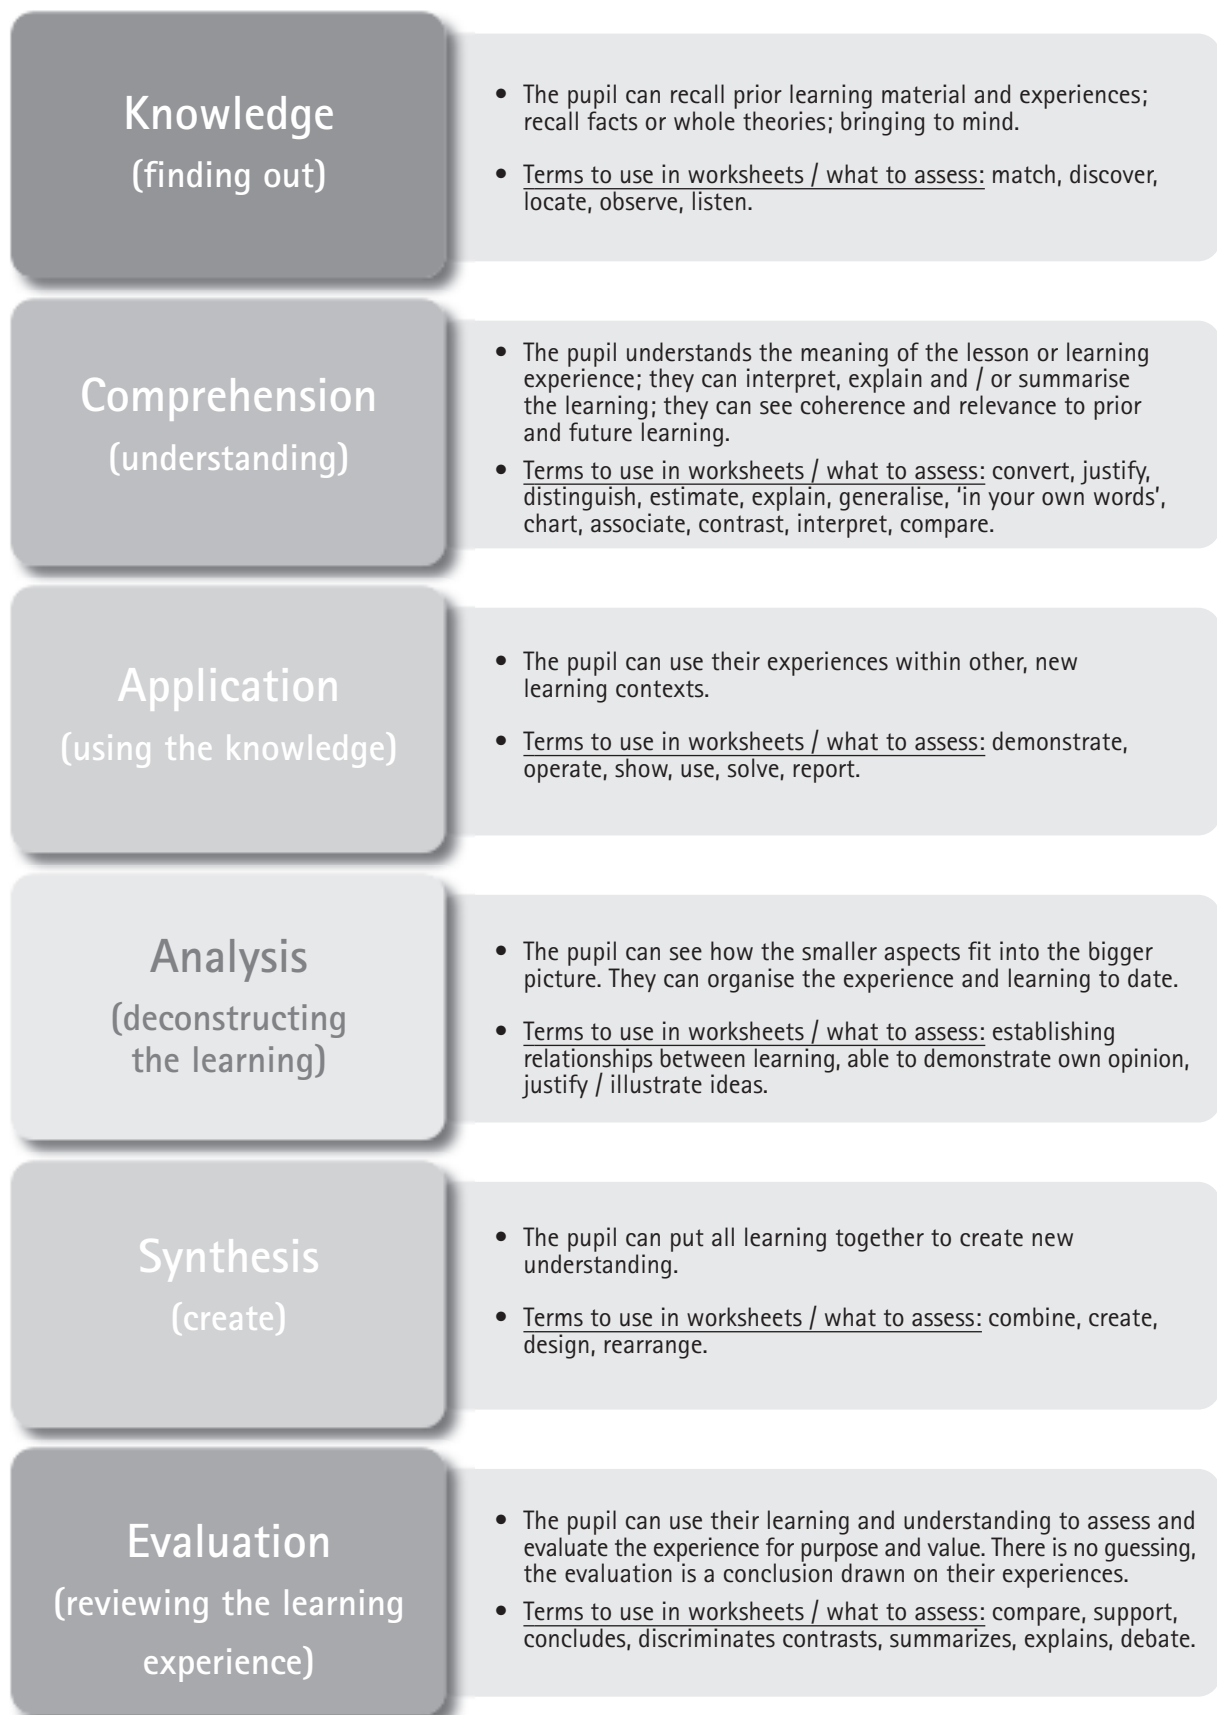 Knowledge
(finding out)
• The pupil can recall prior learning material and experiences;
recall facts or whole theories; bringing to mind.
• Terms to use in worksheets / what to assess: match, discover,
locate, observe, listen.
Comprehension
(understanding)
• The pupil understands the meaning of the lesson or learning
experience; they can interpret, explain and / or summarise
the learning; they can see coherence and relevance to prior
and future learning.
• Terms to use in worksheets / what to assess: convert, justify,
distinguish, estimate, explain, generalise, 'in your own words',
chart, associate, contrast, interpret, compare.
Application
(using the knowledge)
• The pupil can use their experiences within other, new
learning contexts.
• Terms to use in worksheets / what to assess: demonstrate,
operate, show, use, solve, report.
Analysis
(deconstructing
the learning)
• The pupil can see how the smaller aspects fit into the bigger
picture. They can organise the experience and learning to date.
• Terms to use in worksheets / what to assess: establishing
relationships between learning, able to demonstrate own opinion,
justify / illustrate ideas.
Synthesis
(create)
• The pupil can put all learning together to create new
understanding.
• Terms to use in worksheets / what to assess: combine, create,
design, rearrange.
Evaluation
(reviewing the learning
experience)
• The pupil can use their learning and understanding to assess and
evaluate the experience for purpose and value. There is no guessing,
the evaluation is a conclusion drawn on their experiences.
• Terms to use in worksheets / what to assess: compare, support,
concludes, discriminates contrasts, summarizes, explains, debate.